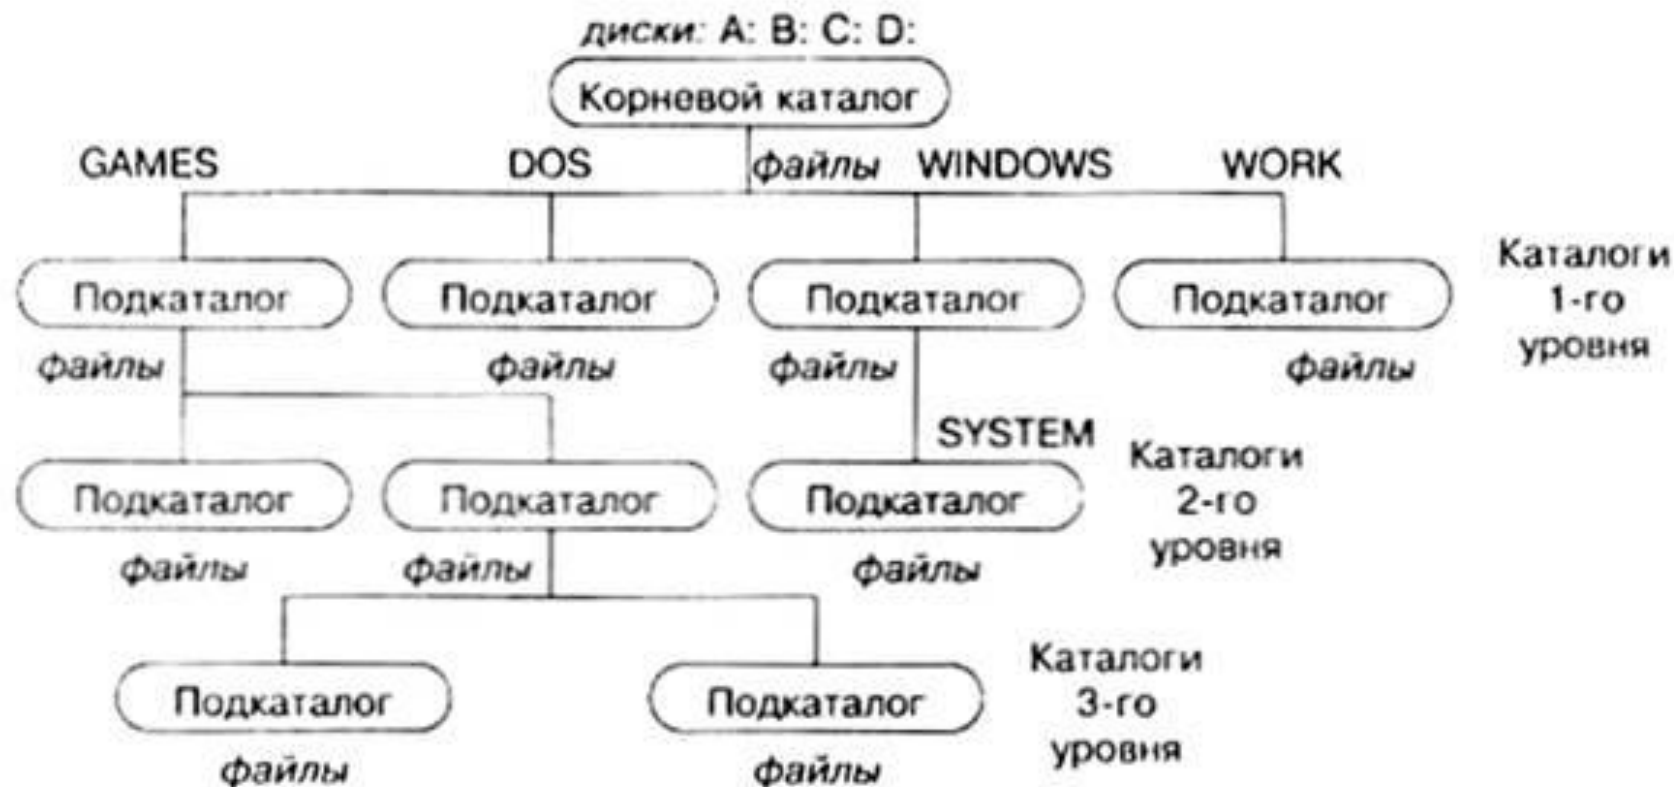 диски: A: B: C: D:
Корневой каталог
GAMES DOS файлы WINDOWS WORK
Подкаталог Подкаталог Подкаталог Подкаталог
Каталоги
1-го
уровня
файлы файлы файлы файлы
SYSTEM
Подкаталог Подкаталог Подкаталог
Каталоги
2-го
уровня
файлы файлы файлы
Подкаталог Подкаталог
Каталоги
3-го
уровня
файлы файлы